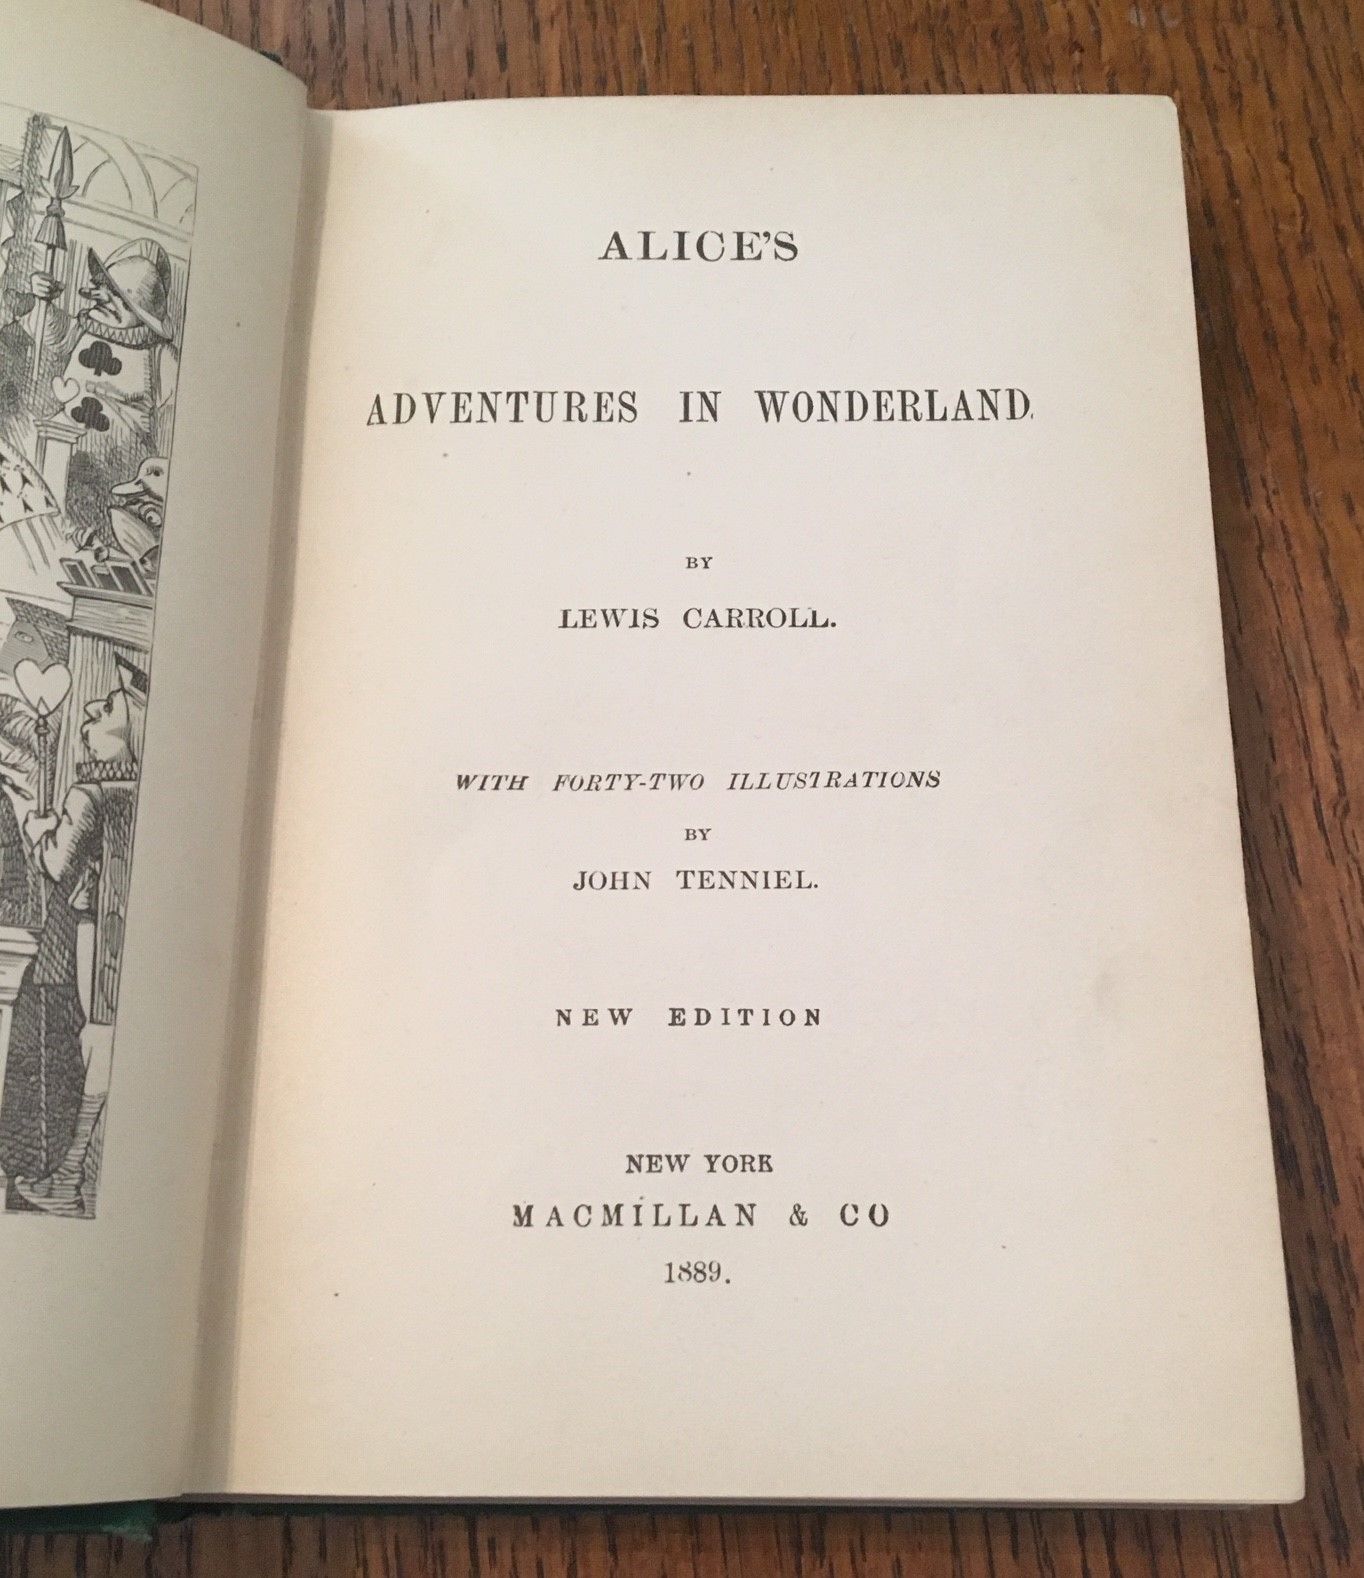 ALICE'S
ADVENTURES IN WONDERLAND.
BY
LEWIS CARROLL.
WITH FORTY-TWO ILLUSTRATIONS
BY
JOHN TENNIEL.
NEW EDITION
NEW YORK
MACMILLAN & CO
1889.